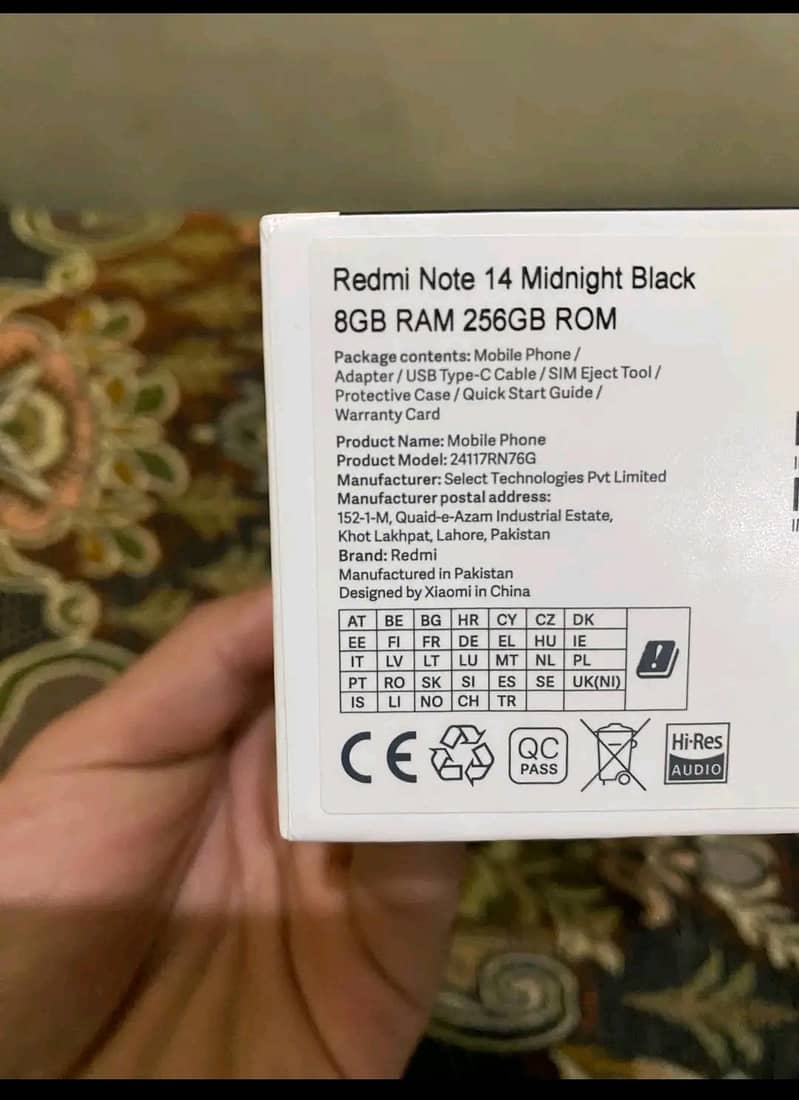 Redmi Note 14 Midnight Black
8GB RAM 256GB ROM
Package contents: Mobile Phone /
Adapter / USB Type-C Cable / SIM Eject Tool /
Protective Case / Quick Start Guide /
Warranty Card
Product Name: Mobile Phone
Product Model: 24117RN76G
Manufacturer: Select Technologies Pvt Limited
Manufacturer postal address:
152-1-M, Quaid-e-Azam Industrial Estate,
Khot Lakhpat, Lahore, Pakistan
Brand: Redmi
Manufactured in Pakistan
Designed by Xiaomi in China
AT BE BG HR CY CZ DK
EE FI FR DE EL HU IE
IT LV LT LU MT NL PL
PT RO SK SI ES SE UK(NI)
IS LI NO CH TR
CE
QC
PASS
Hi-Res
AUDIO